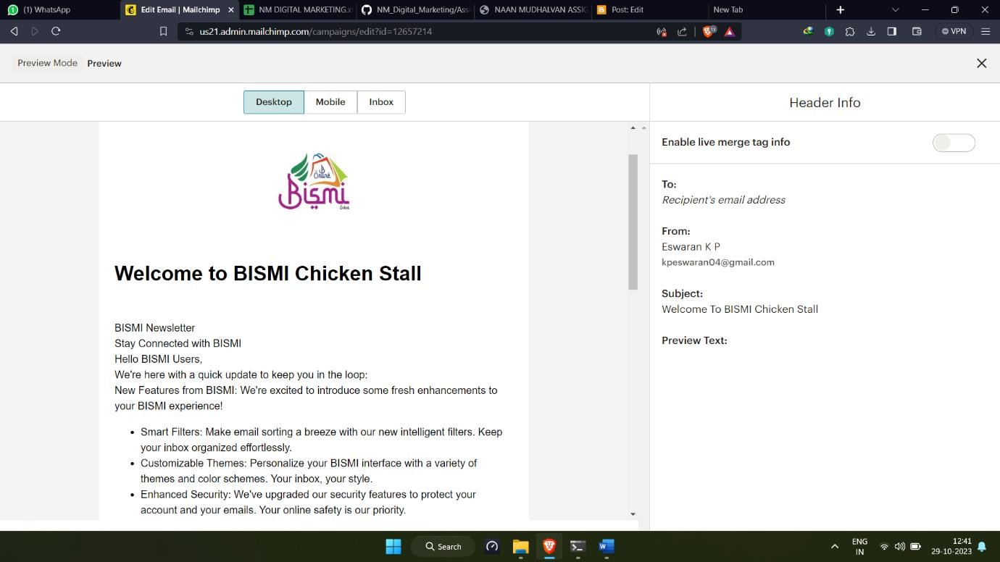 (1) WhatsApp
Edit Email | Mailchimp
NM DIGITAL MARKETING.x
NM_Digital_Marketing/Ass
NAAN MUDHALVAN ASSIG
Post: Edit
New Tab
us21.admin.mailchimp.com/campaigns/edit?id=12657214
11
VPN
Preview Mode Preview
Desktop
Mobile
Inbox
Header Info
Enable live merge tag info
B
Online
Bismi
Online
To:
Recipient's email address
From:
Eswaran K P
kpeswaran04@gmail.com
Subject:
Welcome To BISMI Chicken Stall
Preview Text:
Welcome to BISMI Chicken Stall
BISMI Newsletter
Stay Connected with BISMI
Hello BISMI Users,
We're here with a quick update to keep you in the loop:
New Features from BISMI: We're excited to introduce some fresh enhancements to
your BISMI experience!
• Smart Filters: Make email sorting a breeze with our new intelligent filters. Keep
your inbox organized effortlessly.
• Customizable Themes: Personalize your BISMI interface with a variety of
themes and color schemes. Your inbox, your style.
• Enhanced Security: We've upgraded our security features to protect your
account and your emails. Your online safety is our priority.
Search
ENG
IN
12:41
29-10-2023